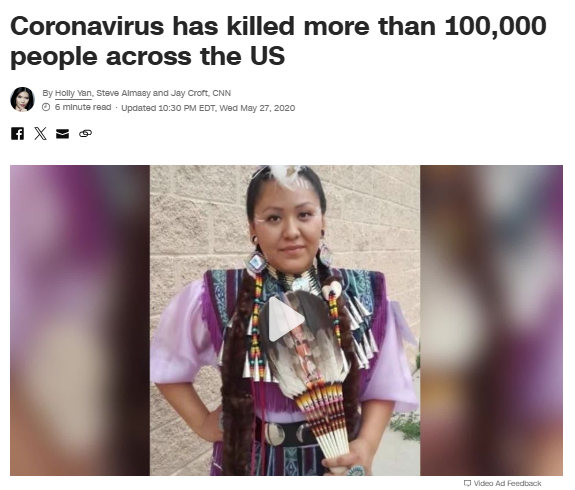 Coronavirus has killed more than 100,000
people across the US
By Holly Yan, Steve Almasy and Jay Croft, CNN
6 minute read · Updated 10:30 PM EDT, Wed May 27, 2020
Video Ad Feedback